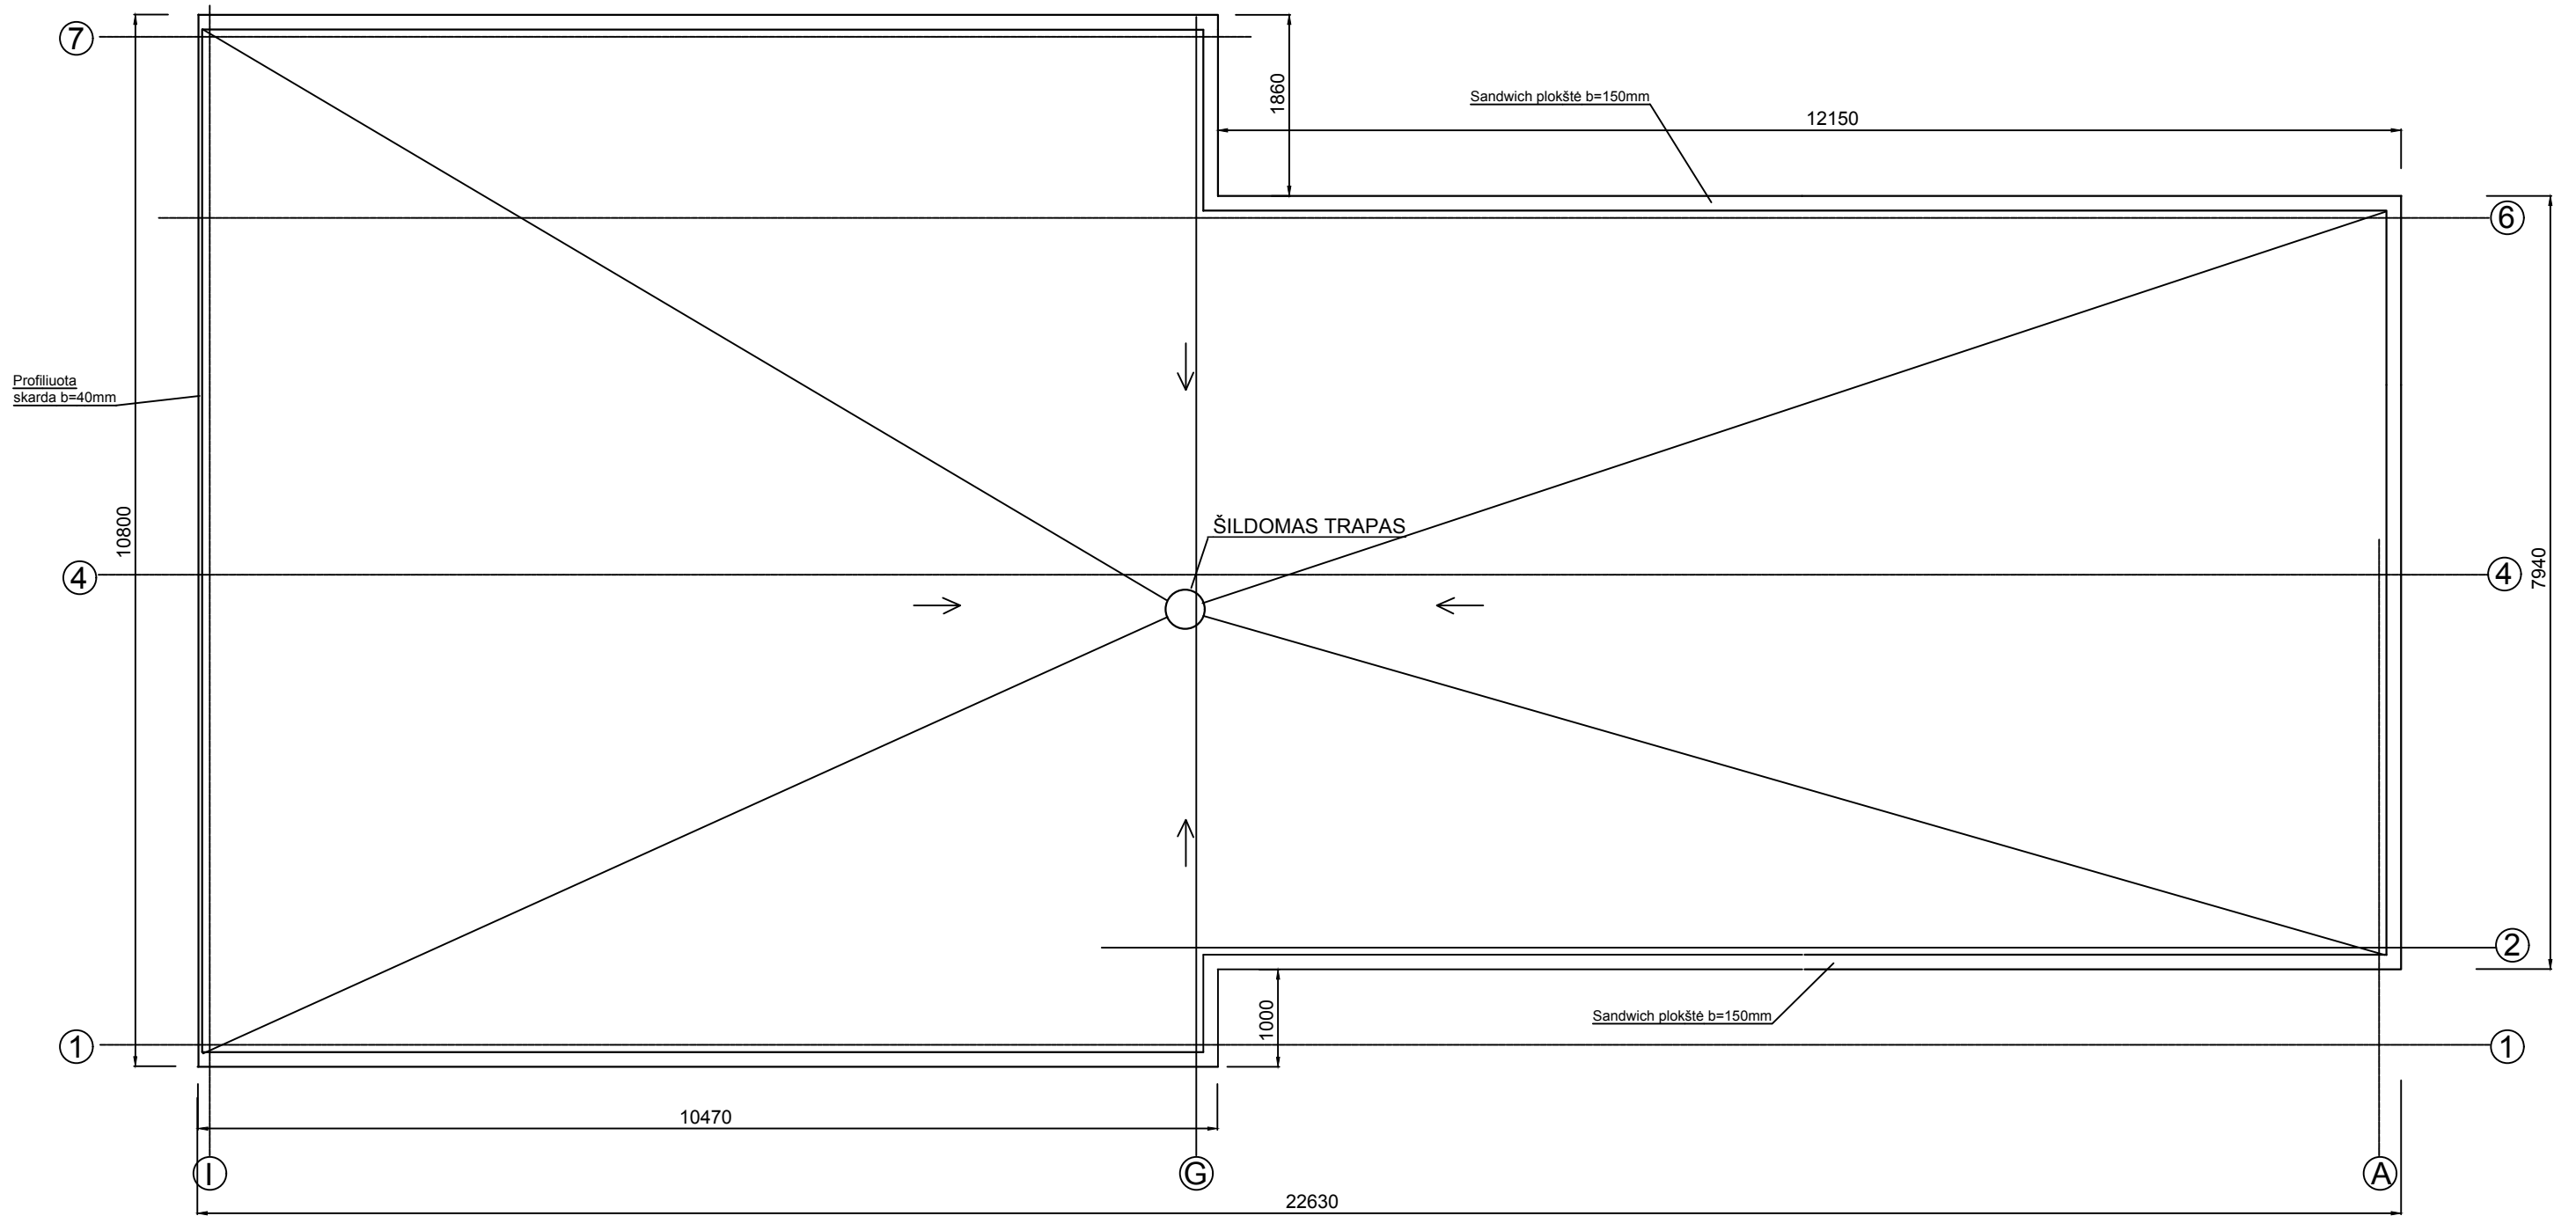 7
1860
Sandwich plokštė b=150mm
12150
6
Profiliuota
skarda b=40mm
10800
ŠILDOMAS TRAPAS
4
4
7940
2
1000
Sandwich plokštė b=150mm
1
1
10470
I
G
A
22630